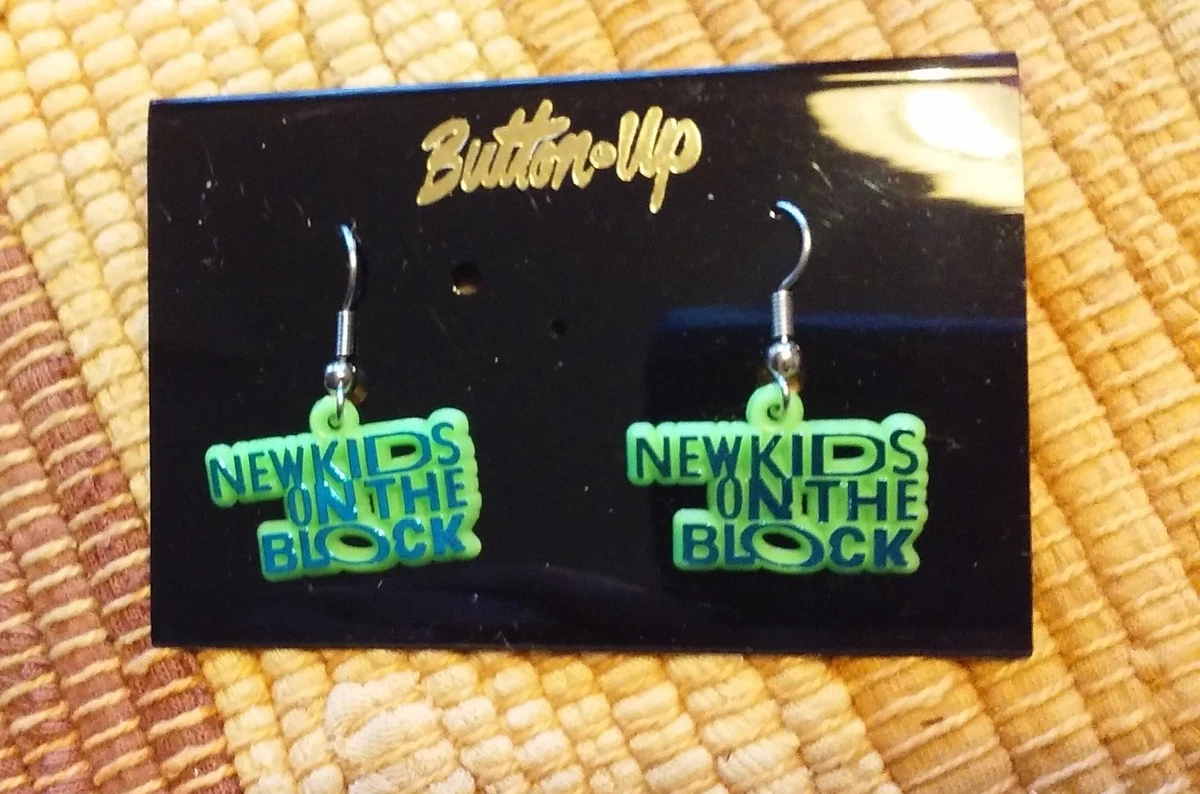 Button-Up
NEW KIDS
ON THE
BLOCK
NEW KIDS
ON THE
BLOCK